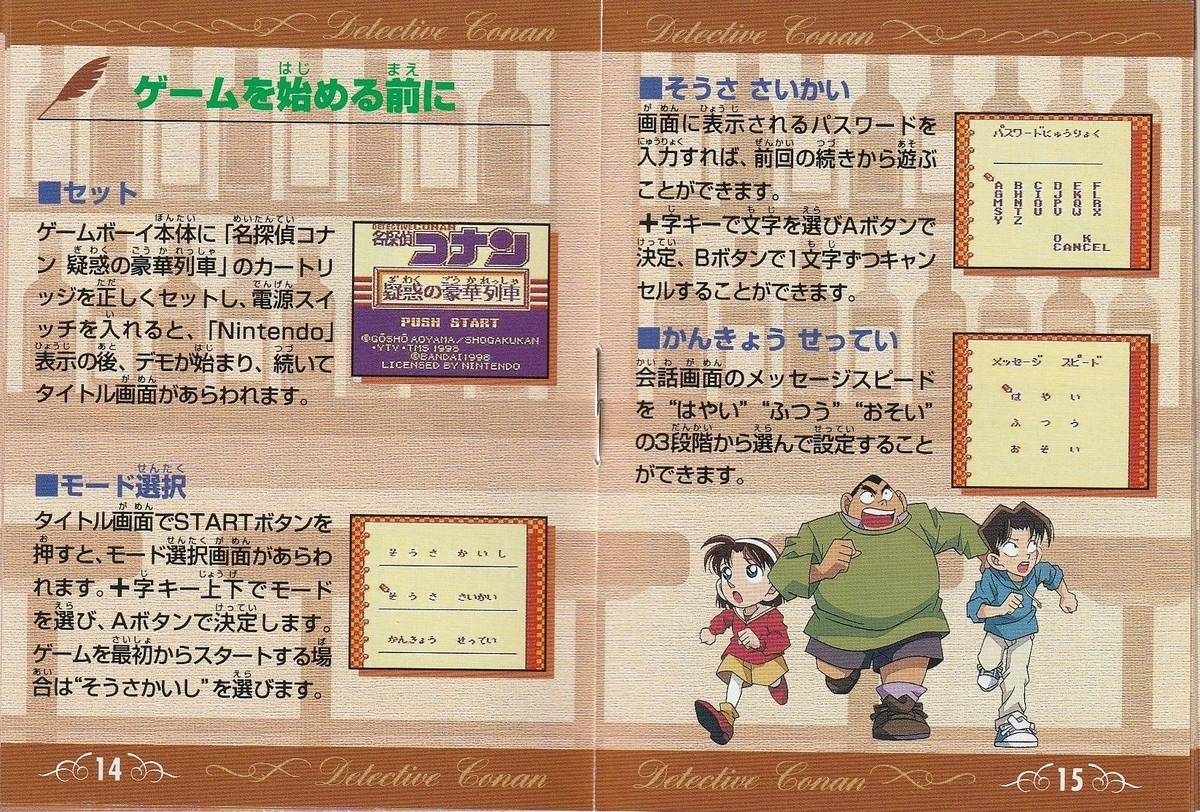 Detective Conan
ゲームを始める前に
■セット
ゲームボーイ本体に「名探偵コナ
ン 疑惑の豪華列車」のカートリ
ッジを正しくセットし、電源スイ
ッチを入れると、「Nintendo」
表示の後、デモが始まり、続いて
タイトル画面があらわれます。
DETECTIVE CONAN
名探偵コナン
疑惑の豪華列車
PUSH START
©GŌSHŌ AOYAMA/SHOGAKUKAN
・YTV・TMS 1996
©BANDAI 1998
LICENSED BY NINTENDO
■モード選択
タイトル画面でSTARTボタンを
押すと、モード選択画面があらわ
れます。+字キー上下でモード
を選び、Aボタンで決定します。
ゲームを最初からスタートする場
合は“そうさかいし”を選びます。
そうさ かいし
そうさ さいかい
かんきょう せってい
14
Detective Conan
Detective Conan
■そうさ さいかい
画面に表示されるパスワードを
入力すれば、前回の続きから遊ぶ
ことができます。
+字キーで文字を選びAボタンで
決定、Bボタンで1文字ずつキャン
セルすることができます。
パスワードにゅうりょく
A B C D E F
G H I J K L
M N O P Q R
S T U V W X
Y Z
O K
CANCEL
■かんきょう せってい
会話画面のメッセージスピード
を “はやい” “ふつう” “おそい”
の3段階から選んで設定すること
ができます。
メッセージ スピード
はやい
ふつう
おそい
Detective Conan
15